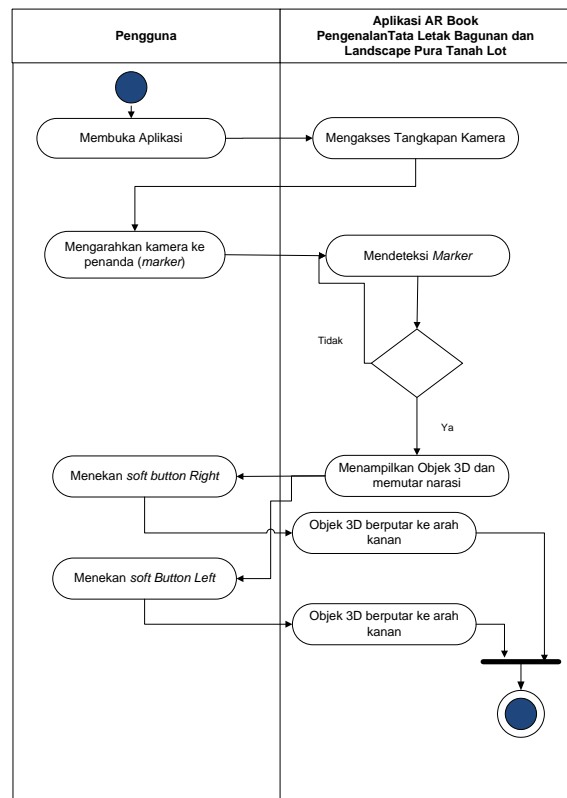 Pengguna
Aplikasi AR Book
PengenalanTata Letak Bagunan dan
Landscape Pura Tanah Lot
Membuka Aplikasi
Mengakses Tangkapan Kamera
Mengarahkan kamera ke
penanda (marker)
Mendeteksi Marker
Tidak
Ya
Menekan soft button Right
Menampilkan Objek 3D dan
memutar narasi
Objek 3D berputar ke arah
kanan
Menekan soft Button Left
Objek 3D berputar ke arah
kanan